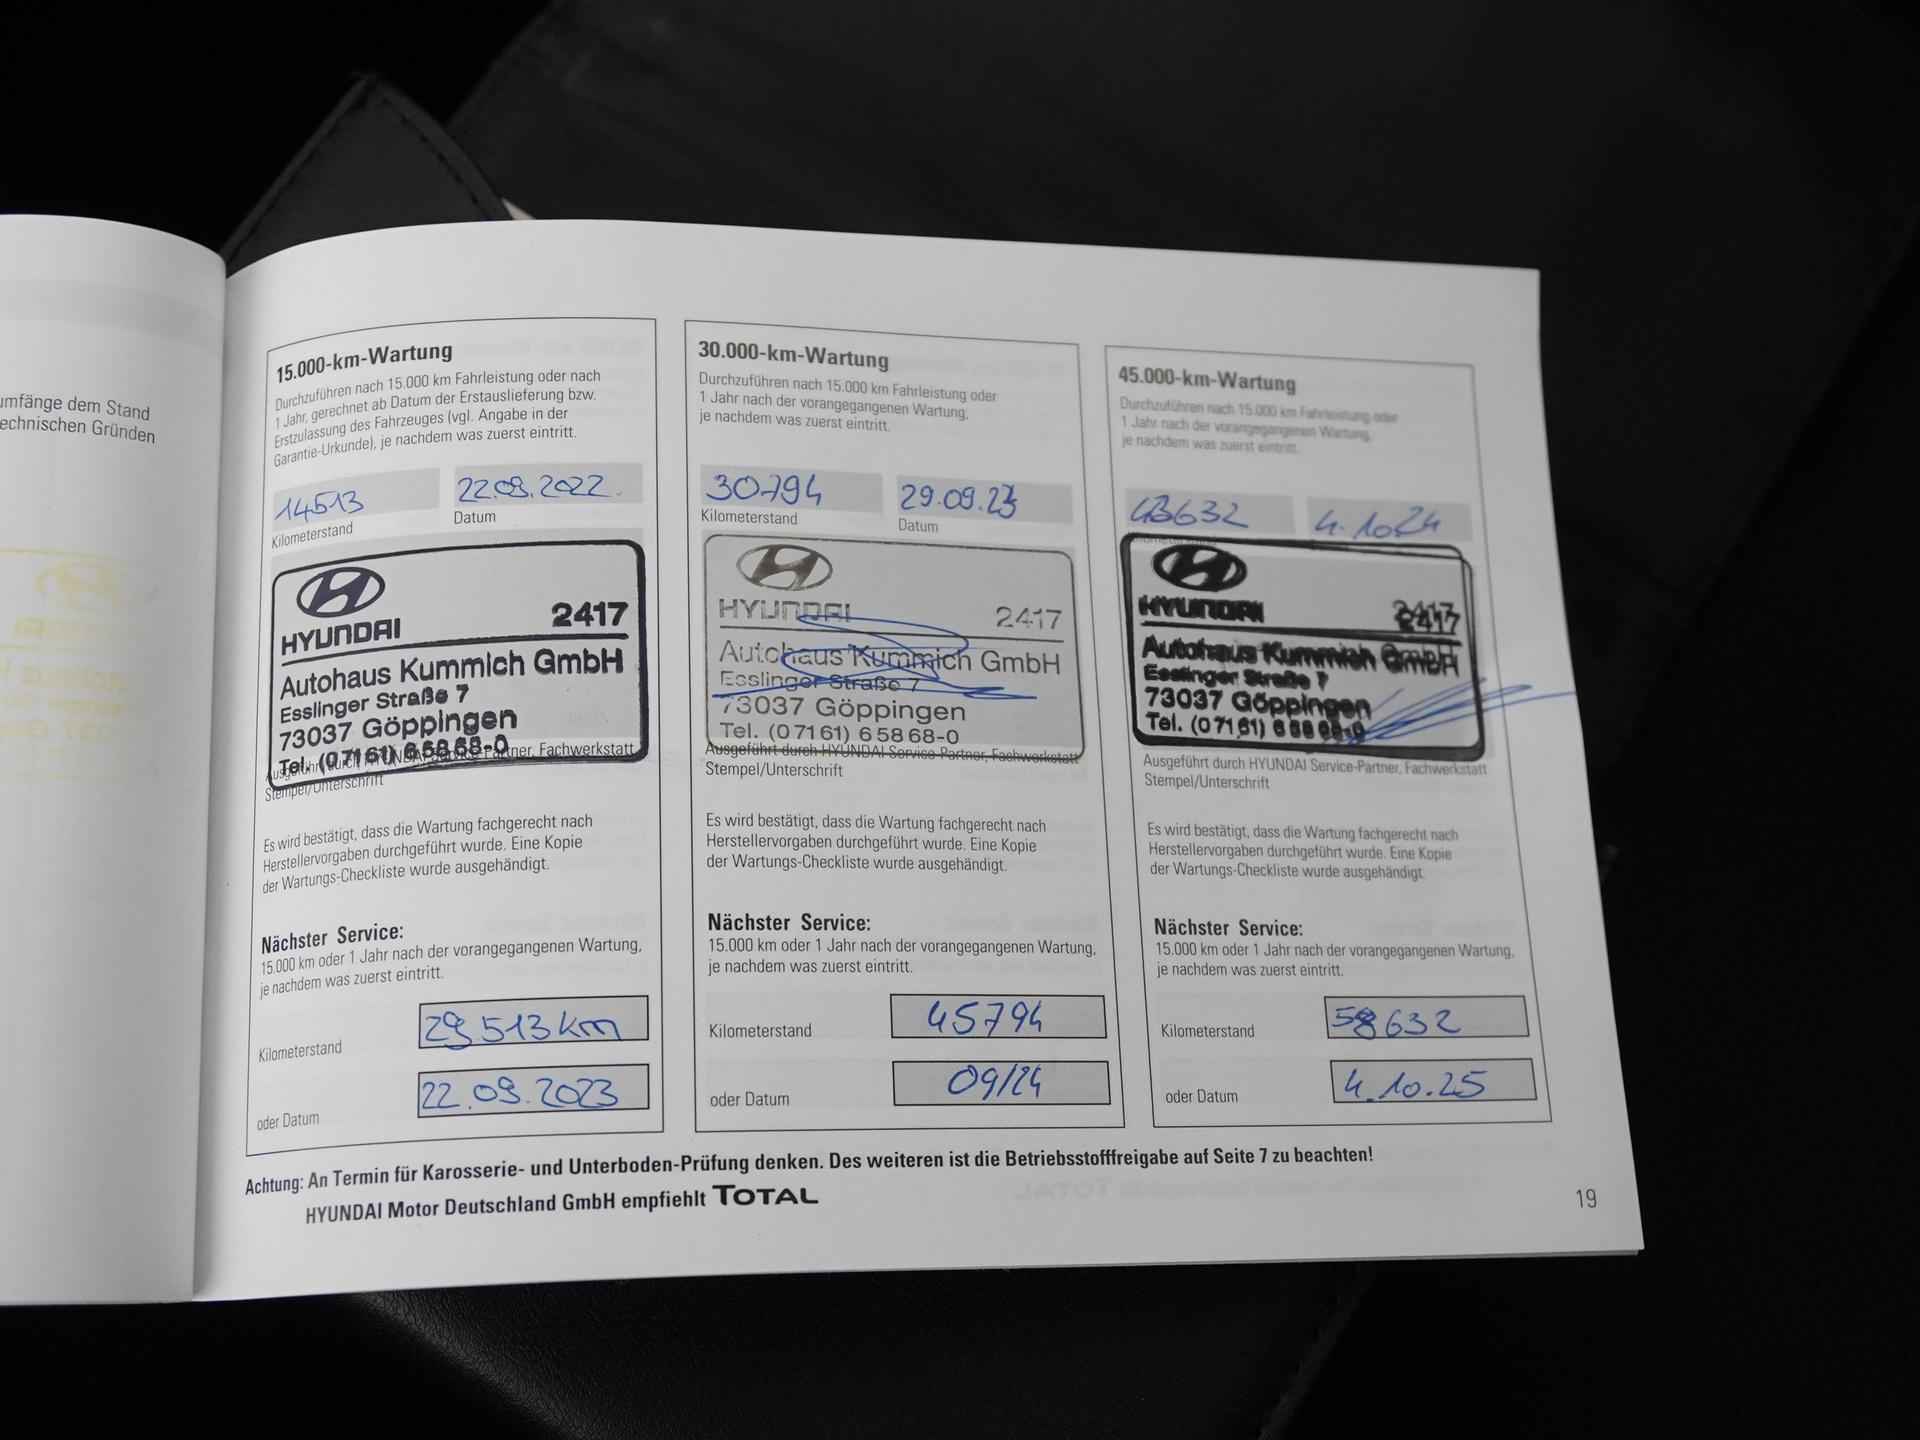 umfänge dem Stand
echnischen Gründen
15.000-km-Wartung
Durchzuführen nach 15.000 km Fahrleistung oder nach
1 Jahr, gerechnet ab Datum der Erstauslieferung bzw.
Erstzulassung des Fahrzeuges (vgl. Angabe in der
Garantie-Urkunde), je nachdem was zuerst eintritt.
14513 22.09.2022.
Kilometerstand Datum
HYUNDAI 2417
Autohaus Kummich GmbH
Esslinger Straße 7
73037 Göppingen
Tel. (07161) 65868-0
Ausgeführt durch HYUNDAI Service-Partner, Fachwerkstatt
Stempel/Unterschrift
Es wird bestätigt, dass die Wartung fachgerecht nach
Herstellervorgaben durchgeführt wurde. Eine Kopie
der Wartungs-Checkliste wurde ausgehändigt.
Nächster Service:
15.000 km oder 1 Jahr nach der vorangegangenen Wartung,
je nachdem was zuerst eintritt.
Kilometerstand 29.513 km
oder Datum 22.09.2023
30.000-km-Wartung
Durchzuführen nach 15.000 km Fahrleistung oder
1 Jahr nach der vorangegangenen Wartung,
je nachdem was zuerst eintritt.
30794 29.09.23
Kilometerstand Datum
HYUNDAI 2417
Autohaus Kummich GmbH
Esslinger Straße 7
73037 Göppingen
Tel. (07161) 65868-0
Ausgeführt durch HYUNDAI Service-Partner, Fachwerkstatt
Stempel/Unterschrift
Es wird bestätigt, dass die Wartung fachgerecht nach
Herstellervorgaben durchgeführt wurde. Eine Kopie
der Wartungs-Checkliste wurde ausgehändigt.
Nächster Service:
15.000 km oder 1 Jahr nach der vorangegangenen Wartung,
je nachdem was zuerst eintritt.
Kilometerstand 45794
oder Datum 09/24
45.000-km-Wartung
Durchzuführen nach 15.000 km Fahrleistung oder
1 Jahr nach der vorangegangenen Wartung,
je nachdem was zuerst eintritt.
43632 4.10.24
HYUNDAI 2417
Autohaus Kummich GmbH
Esslinger Straße 7
73037 Göppingen
Tel. (07161) 65868-0
Ausgeführt durch HYUNDAI Service-Partner, Fachwerkstatt
Stempel/Unterschrift
Es wird bestätigt, dass die Wartung fachgerecht nach
Herstellervorgaben durchgeführt wurde. Eine Kopie
der Wartungs-Checkliste wurde ausgehändigt.
Nächster Service:
15.000 km oder 1 Jahr nach der vorangegangenen Wartung,
je nachdem was zuerst eintritt.
Kilometerstand 58632
oder Datum 4.10.25
Achtung: An Termin für Karosserie- und Unterboden-Prüfung denken. Des weiteren ist die Betriebsstofffreigabe auf Seite 7 zu beachten!
HYUNDAI Motor Deutschland GmbH empfiehlt TOTAL
19